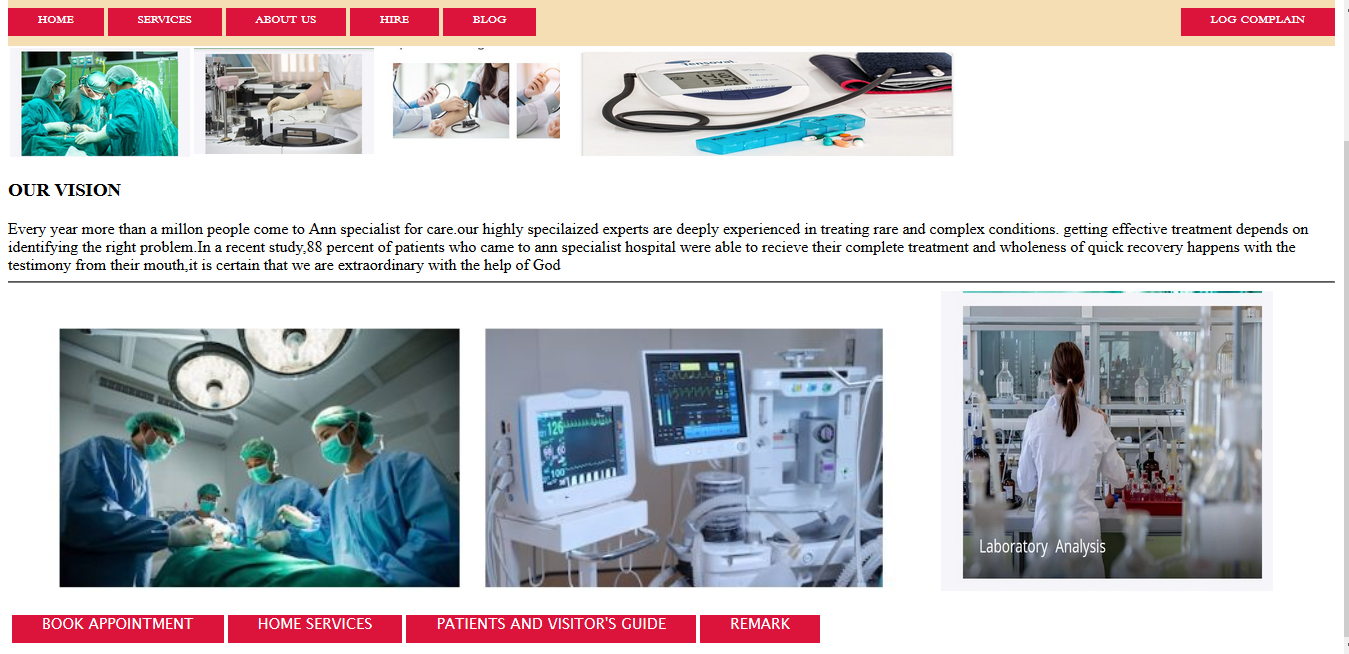 HOME SERVICES ABOUT US HIRE BLOG LOG COMPLAIN
Tensoval
OUR VISION
Every year more than a millon people come to Ann specialist for care.our highly specilaized experts are deeply experienced in treating rare and complex conditions. getting effective treatment depends on
identifying the right problem.In a recent study,88 percent of patients who came to ann specialist hospital were able to recieve their complete treatment and wholeness of quick recovery happens with the
testimony from their mouth,it is certain that we are extraordinary with the help of God
126
Laboratory Analysis
BOOK APPOINTMENT HOME SERVICES PATIENTS AND VISITOR'S GUIDE REMARK